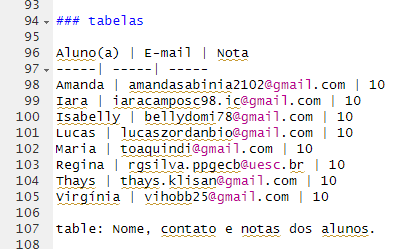 93
94 ### tabelas
95
96 Aluno(a) | E-mail | Nota
97 -----| -----| -----
98 Amanda | amandasabinia2102@gmail.com | 10
99 Iara | iaracamposc98.ic@gmail.com | 10
100 Isabelly | bellydomi78@gmail.com | 10
101 Lucas | lucaszordanbio@gmail.com | 10
102 Maria | toaquindi@gmail.com | 10
103 Regina | rgsilva.ppgecb@uesc.br | 10
104 Thays | thays.klisan@gmail.com | 10
105 Virgínia | vihobb25@gmail.com | 10
106
107 table: Nome, contato e notas dos alunos.
108